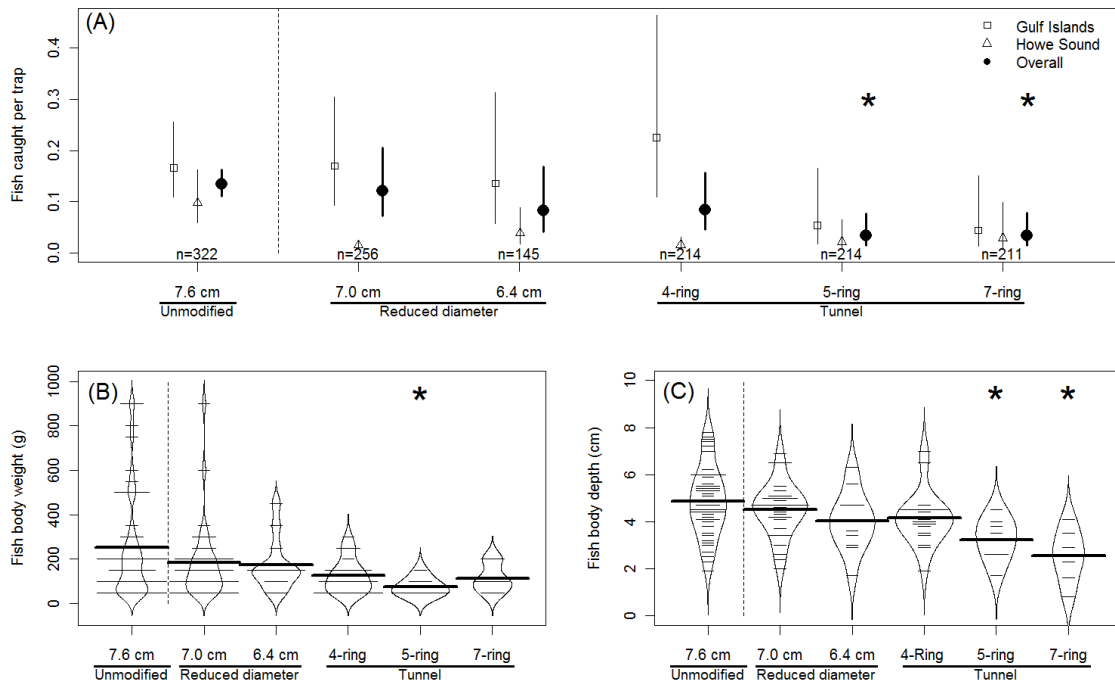 (A)
Gulf Islands
Howe Sound
Overall
Fish caught per trap
0.4
0.3
0.2
0.1
0.0
* *
n=322 n=256 n=145 n=214 n=214 n=211
7.6 cm 7.0 cm 6.4 cm 4-ring 5-ring 7-ring
Unmodified Reduced diameter Tunnel
(B)
Fish body weight (g)
1000
800
600
400
200
0
*
7.6 cm 7.0 cm 6.4 cm 4-ring 5-ring 7-ring
Unmodified Reduced diameter Tunnel
(C)
Fish body depth (cm)
10
8
6
4
2
0
* *
7.6 cm 7.0 cm 6.4 cm 4-Ring 5-ring 7-ring
Unmodified Reduced diameter Tunnel